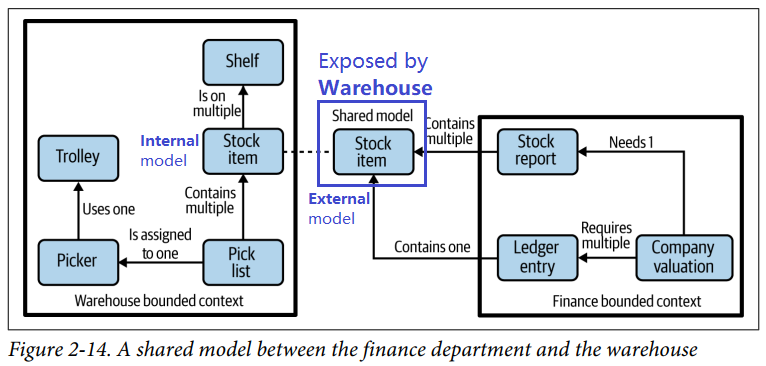 Exposed by
Warehouse
Shelf
Is on
multiple
Shared model
Contains
multiple
Internal
model
Stock
item
Stock
item
Stock
report
Needs 1
Trolley
Contains
multiple
External
model
Uses one
Is assigned
to one
Requires
multiple
Picker
Pick
list
Contains one
Ledger
entry
Company
valuation
Warehouse bounded context
Finance bounded context
Figure 2-14. A shared model between the finance department and the warehouse